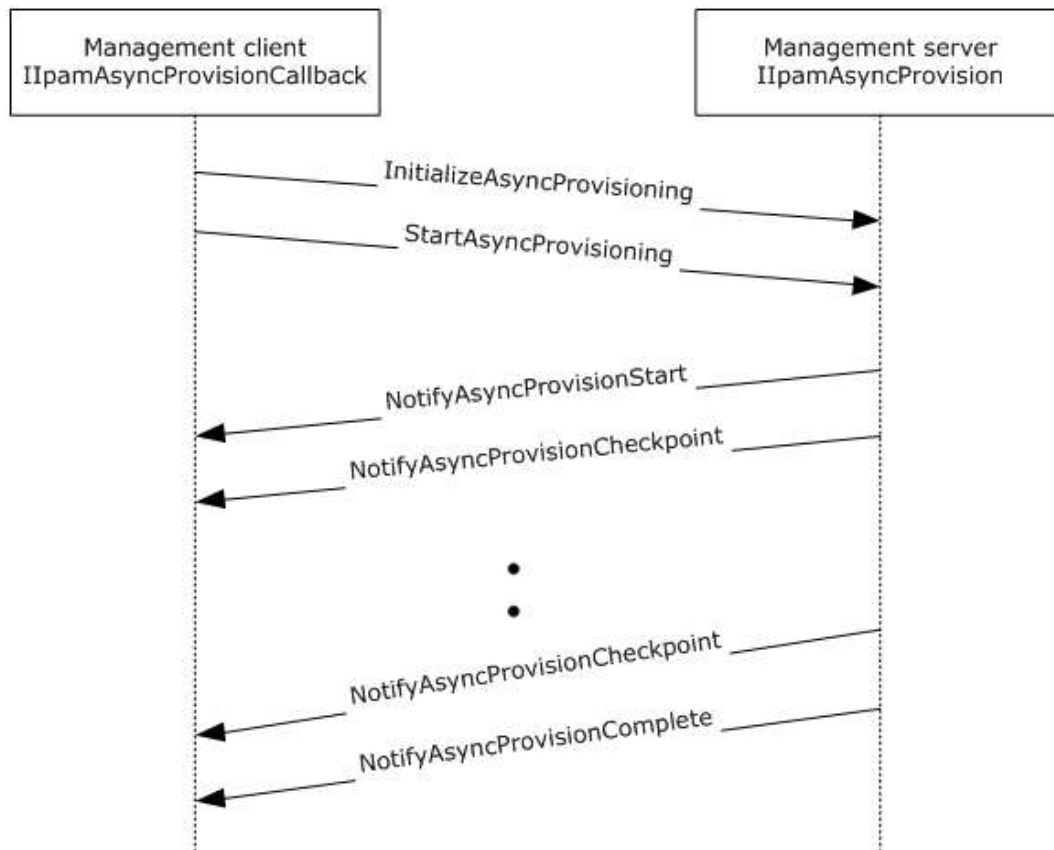 Management client
IIpamAsyncProvisionCallback
Management server
IIpamAsyncProvision
InitializeAsyncProvisioning
StartAsyncProvisioning
NotifyAsyncProvisionStart
NotifyAsyncProvisionCheckpoint
NotifyAsyncProvisionCheckpoint
NotifyAsyncProvisionComplete